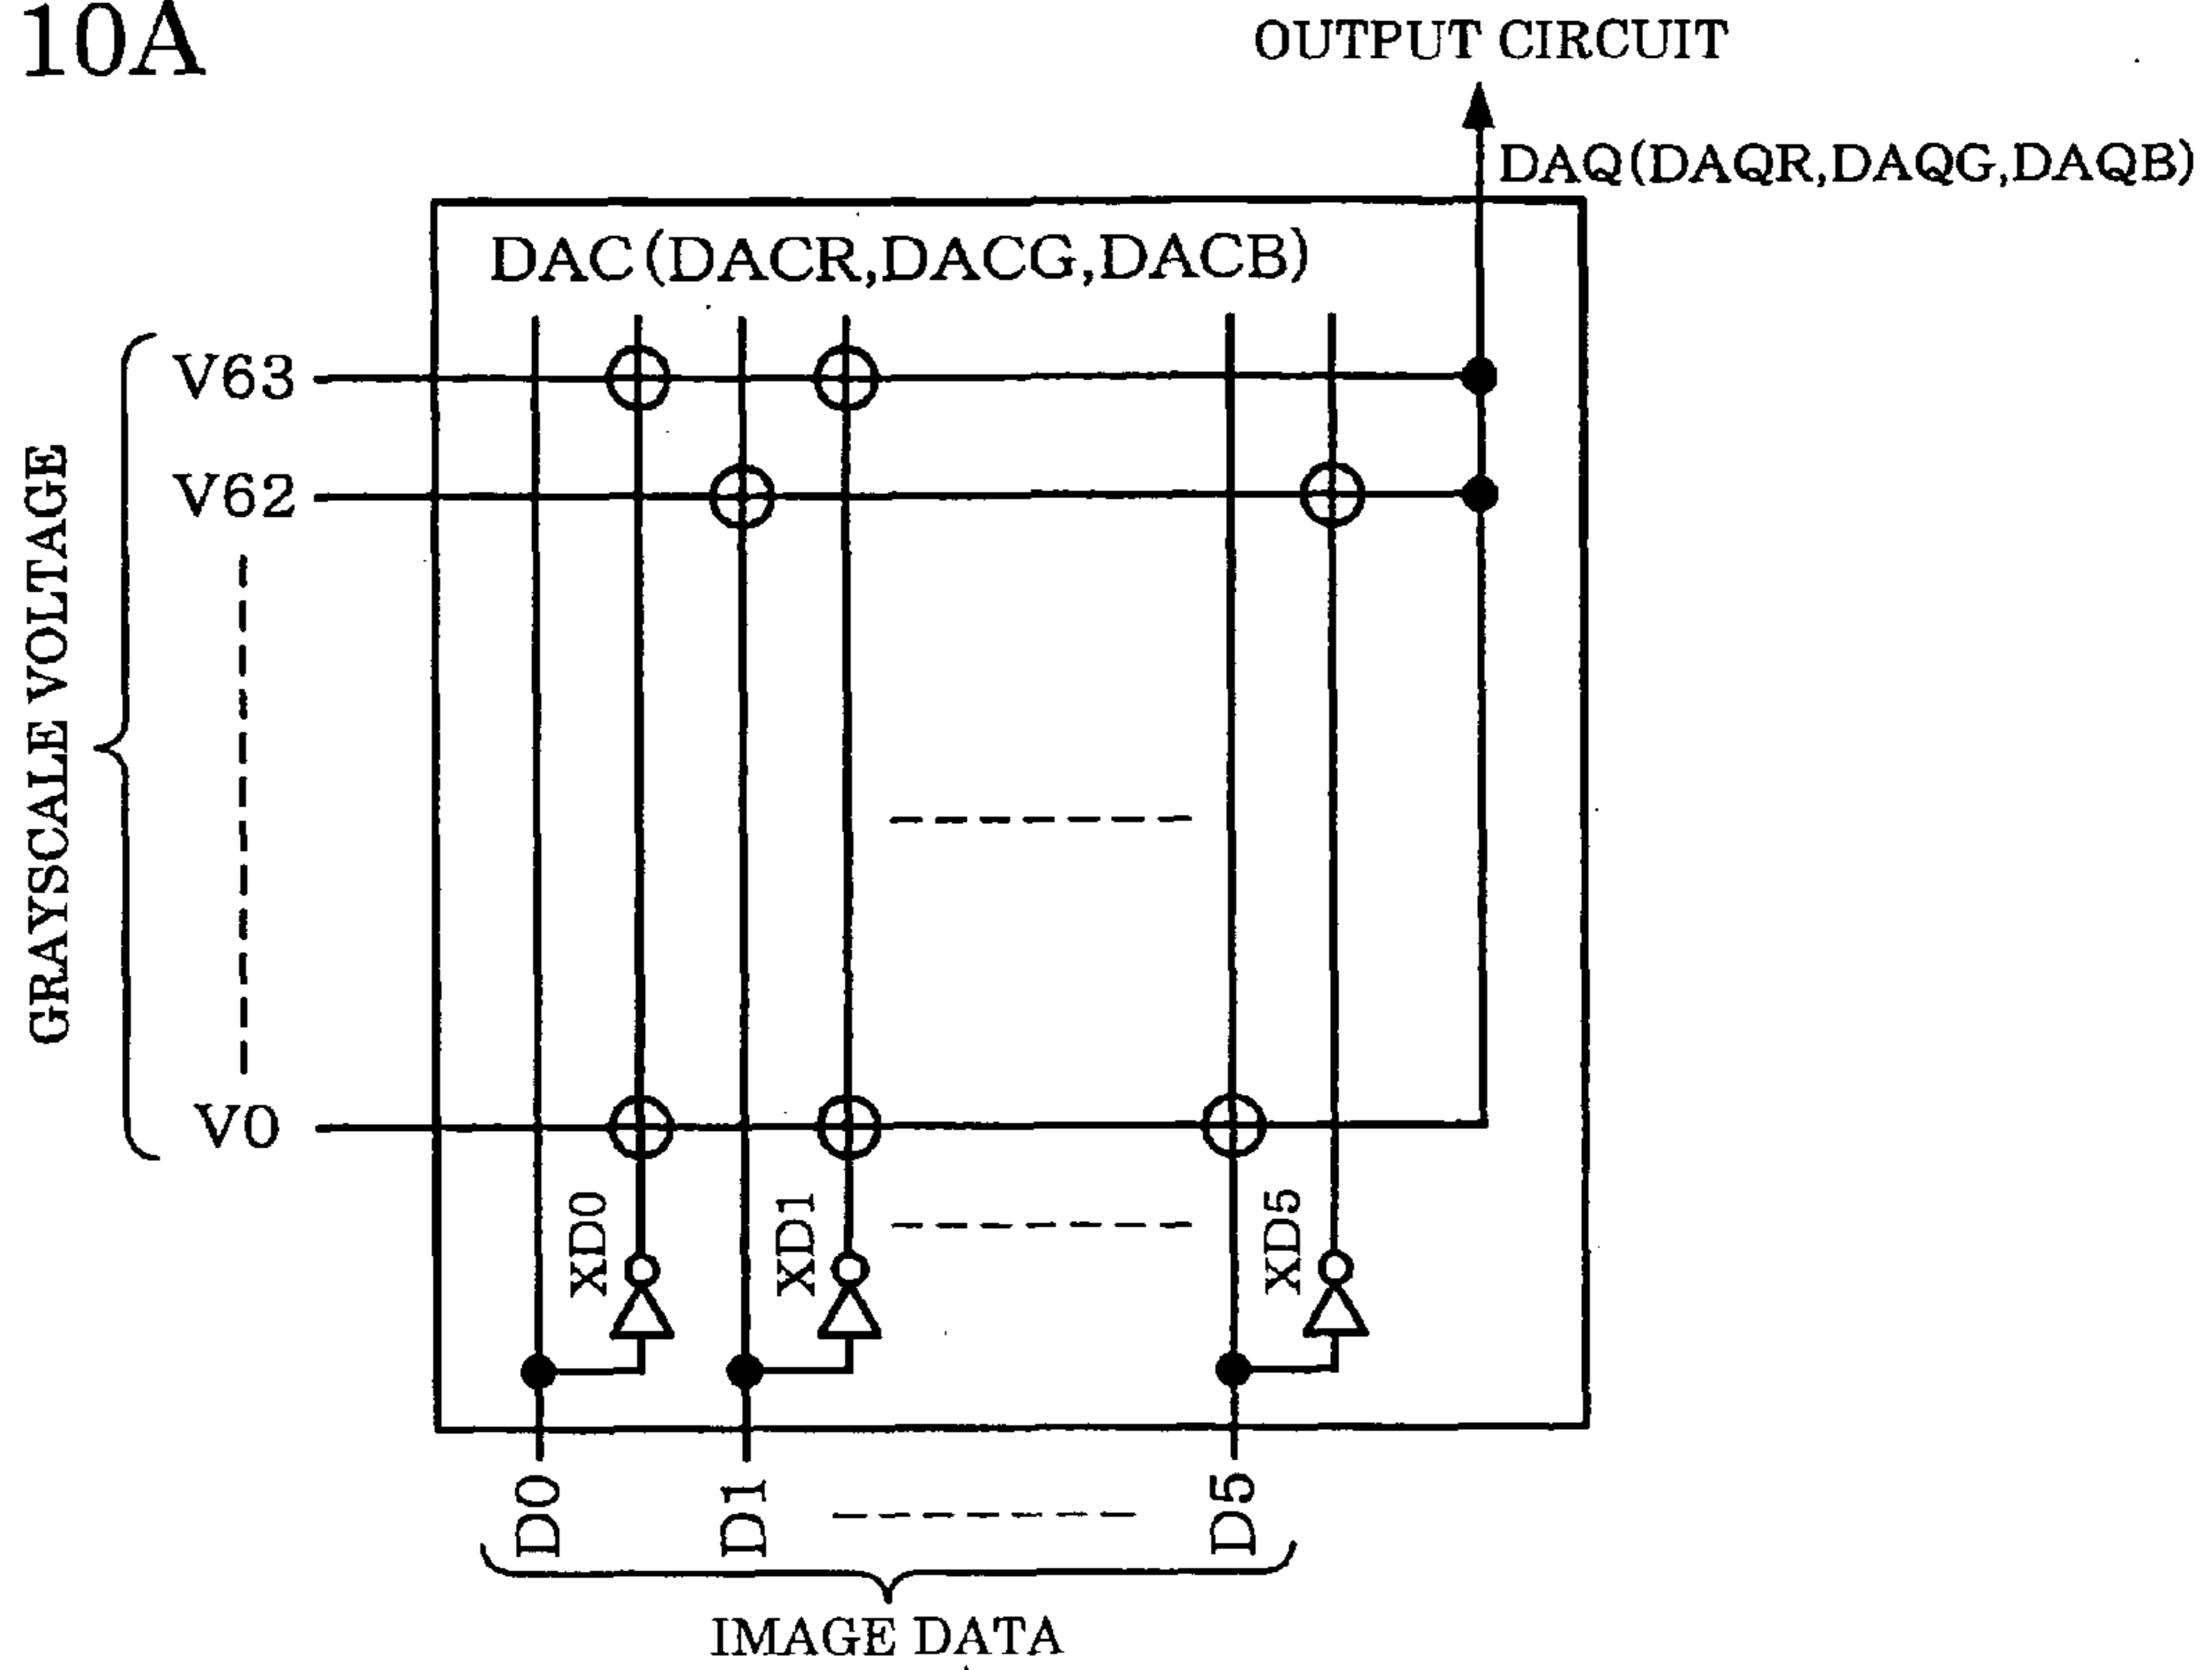 10A
OUTPUT CIRCUIT
DAQ(DAQR,DAQG,DAQB)
DAC(DACR,DACG,DACB)
V63
V62
GRAYSCALE VOLTAGE
V0
XD0
XD1
XD5
D0
D1
D5
IMAGE DATA